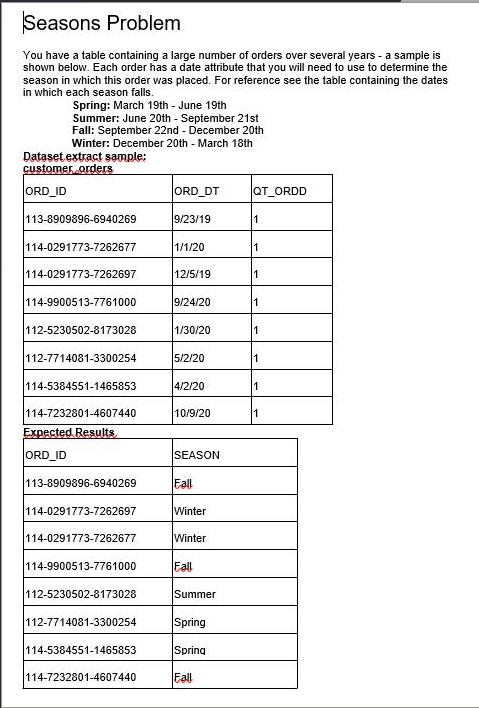 Seasons Problem
You have a table containing a large number of orders over several years - a sample is
shown below. Each order has a date attribute that you will need to use to determine the
season in which this order was placed. For reference see the table containing the dates
in which each season falls.
Spring: March 19th - June 19th
Summer: June 20th - September 21st
Fall: September 22nd - December 20th
Winter: December 20th - March 18th
Dataset extract sample:
customer_orders
ORD_ID ORD_DT QT_ORDD
113-8909896-6940269 9/23/19 1
114-0291773-7262677 1/1/20 1
114-0291773-7262697 12/5/19 1
114-9900513-7761000 9/24/20 1
112-5230502-8173028 1/30/20 1
112-7714081-3300254 5/2/20 1
114-5384551-1465853 4/2/20 1
114-7232801-4607440 10/9/20 1
Expected Results
ORD_ID SEASON
113-8909896-6940269 Fall
114-0291773-7262697 Winter
114-0291773-7262677 Winter
114-9900513-7761000 Fall
112-5230502-8173028 Summer
112-7714081-3300254 Spring
114-5384551-1465853 Spring
114-7232801-4607440 Fall